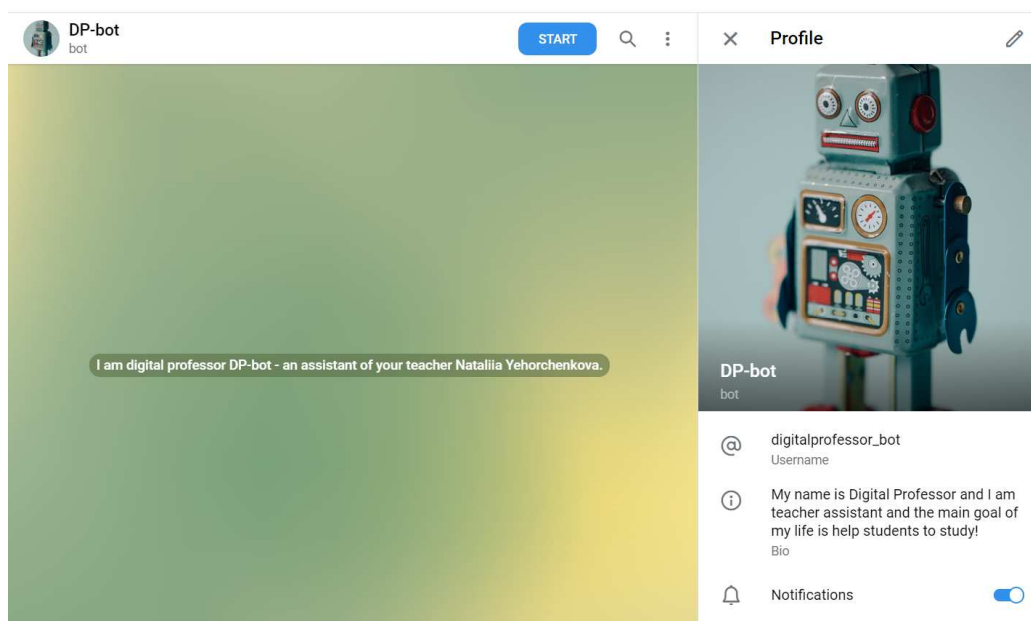 DP-bot
bot
START
Profile
I am digital professor DP-bot - an assistant of your teacher Nataliia Yehorchenkova.
DP-bot
bot
digitalprofessor_bot
Username
My name is Digital Professor and I am
teacher assistant and the main goal of
my life is help students to study!
Bio
Notifications